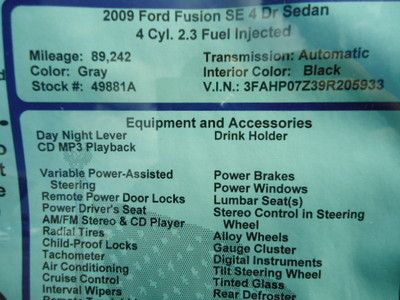 2009 Ford Fusion SE 4 Dr Sedan
4 Cyl. 2.3 Fuel Injected
Mileage: 89,242 Transmission: Automatic
Color: Gray Interior Color: Black
Stock #: 49881A V.I.N.: 3FAHP07Z39R205933
Equipment and Accessories
Day Night Lever Drink Holder
CD MP3 Playback
Variable Power-Assisted Power Brakes
Steering Power Windows
Remote Power Door Locks Lumbar Seat(s)
Power Driver's Seat Stereo Control in Steering
AM/FM Stereo & CD Player Wheel
Radial Tires Alloy Wheels
Child-Proof Locks Gauge Cluster
Tachometer Digital Instruments
Air Conditioning Tilt Steering Wheel
Cruise Control Tinted Glass
Interval Wipers Rear Defroster